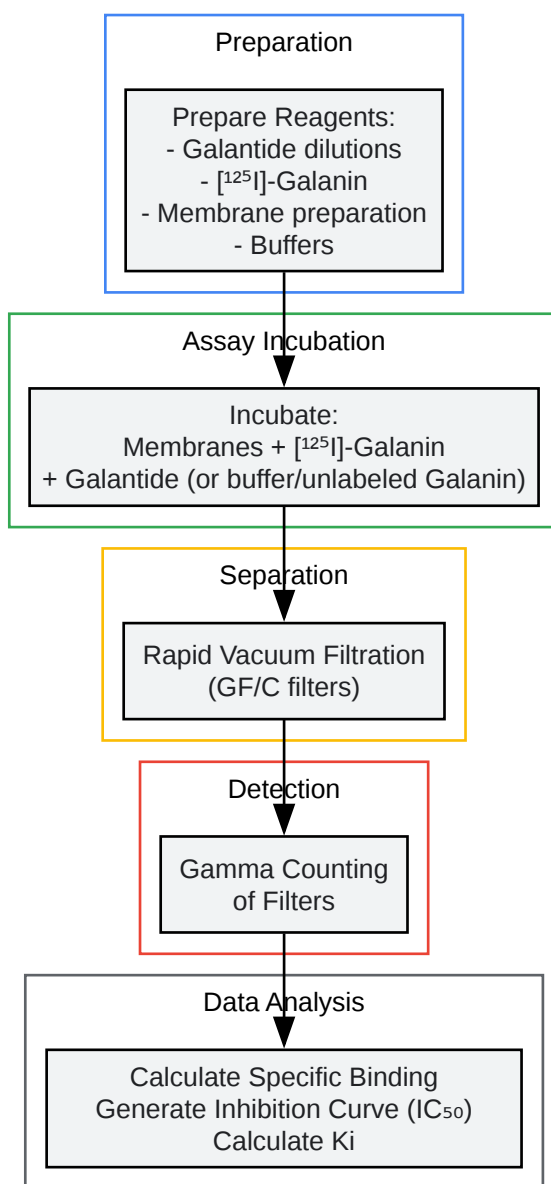 Preparation
Prepare Reagents:
- Galantide dilutions
- [¹²⁵I]-Galanin
- Membrane preparation
- Buffers
Assay Incubation
Incubate:
Membranes + [¹²⁵I]-Galanin
+ Galantide (or buffer/unlabeled Galanin)
Separation
Rapid Vacuum Filtration
(GF/C filters)
Detection
Gamma Counting
of Filters
Data Analysis
Calculate Specific Binding
Generate Inhibition Curve (IC₅₀)
Calculate Ki